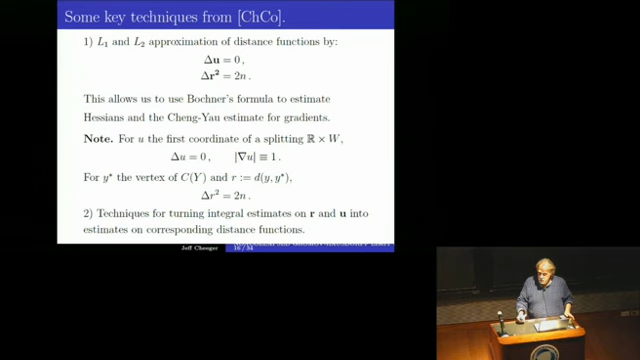 Some key techniques from [ChCo].
1) L₁ and L₂ approximation of distance functions by:
Δu = 0 ,
Δr² = 2n .
This allows us to use Bochner's formula to estimate
Hessians and the Cheng-Yau estimate for gradients.
Note. For u the first coordinate of a splitting ℝ × W,
Δu = 0 , |∇u| ≡ 1 .
For y* the vertex of C(Y) and r := d(y, y*),
Δr² = 2n .
2) Techniques for turning integral estimates on r and u into
estimates on corresponding distance functions.
Jeff Cheeger
16 / 34